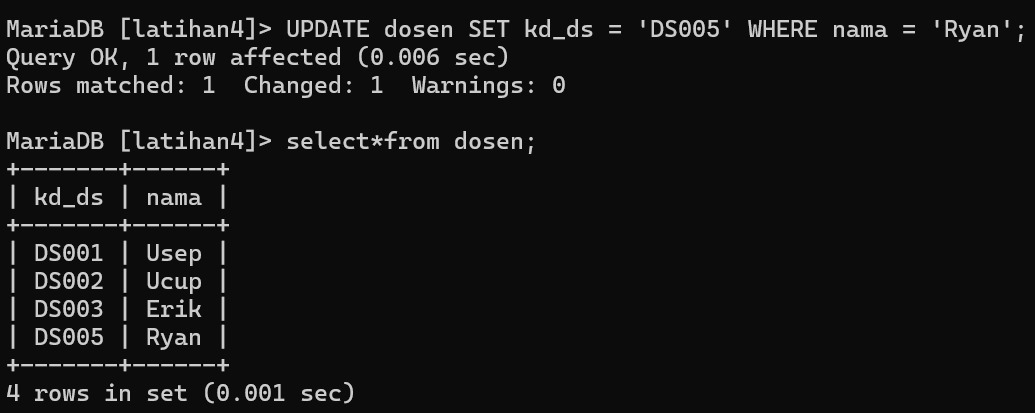 MariaDB [latihan4]> UPDATE dosen SET kd_ds = 'DS005' WHERE nama = 'Ryan';
Query OK, 1 row affected (0.006 sec)
Rows matched: 1  Changed: 1  Warnings: 0

MariaDB [latihan4]> select*from dosen;
+-------+------+
| kd_ds | nama |
+-------+------+
| DS001 | Usep |
| DS002 | Ucup |
| DS003 | Erik |
| DS005 | Ryan |
+-------+------+
4 rows in set (0.001 sec)